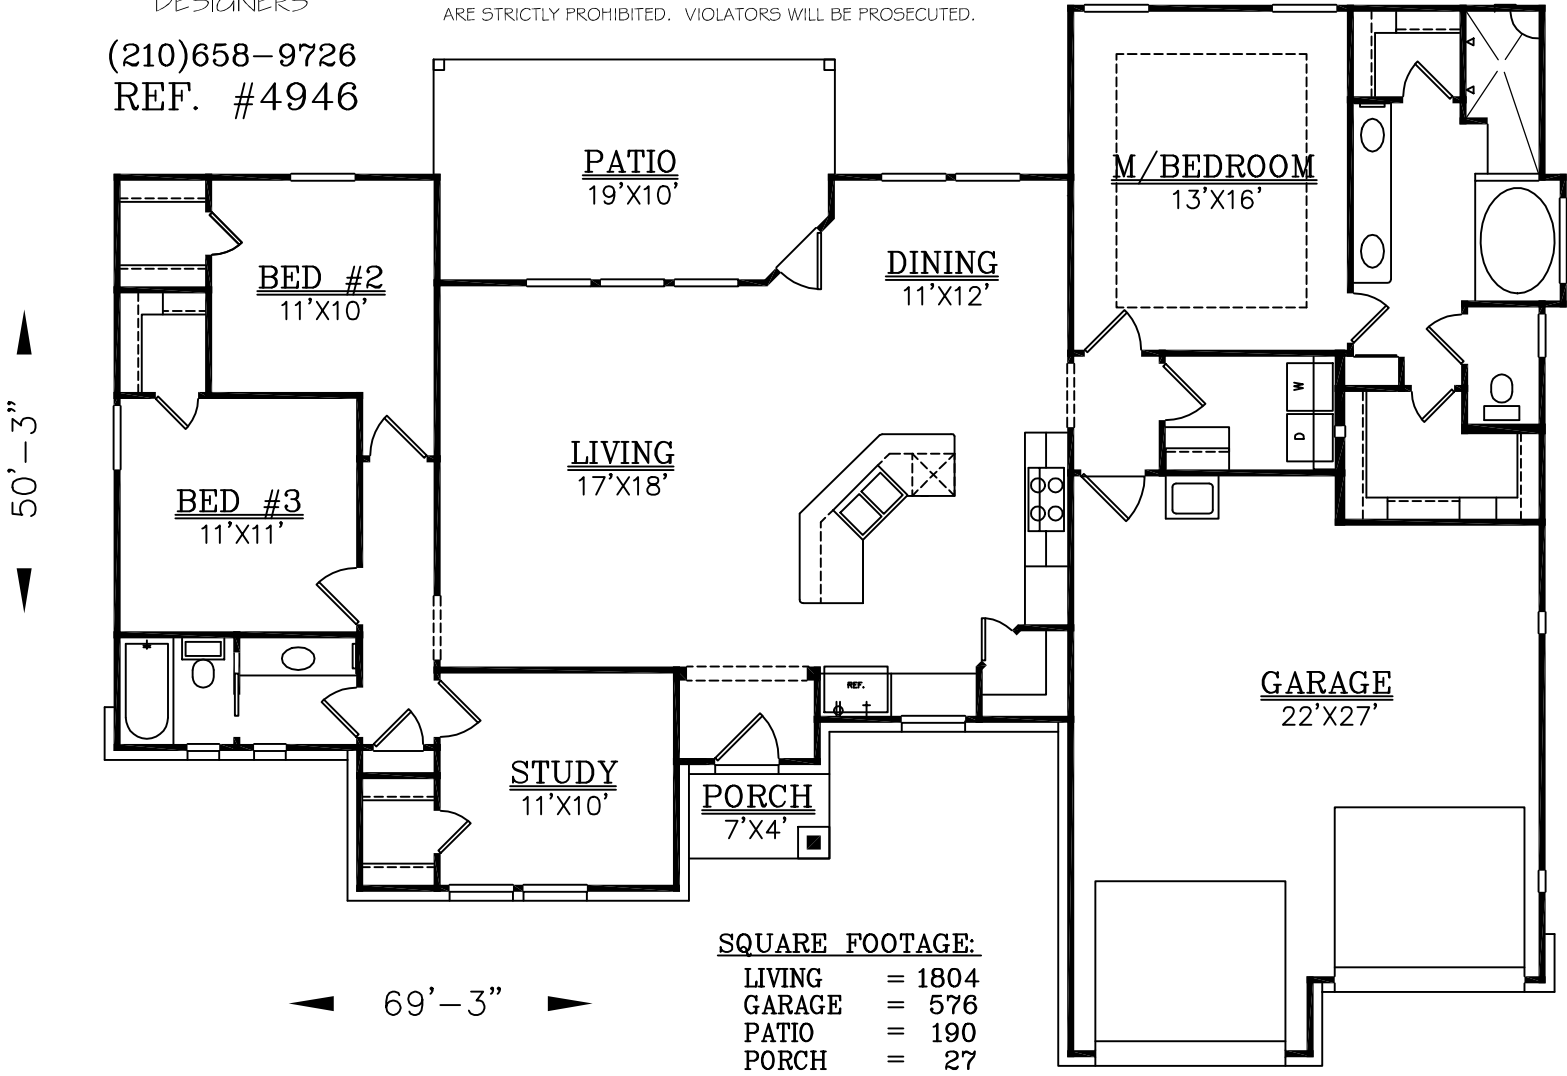 DESIGNERS
ARE STRICTLY PROHIBITED. VIOLATORS WILL BE PROSECUTED.
(210)658-9726
REF. #4946
PATIO
19'X10'
M/BEDROOM
13'X16'
BED #2
11'X10'
DINING
11'X12'
50'-3"
W
D
LIVING
17'X18'
BED #3
11'X11'
REF.
GARAGE
22'X27'
STUDY
11'X10'
PORCH
7'X4'
69'-3"
SQUARE FOOTAGE:
LIVING = 1804
GARAGE = 576
PATIO = 190
PORCH = 27